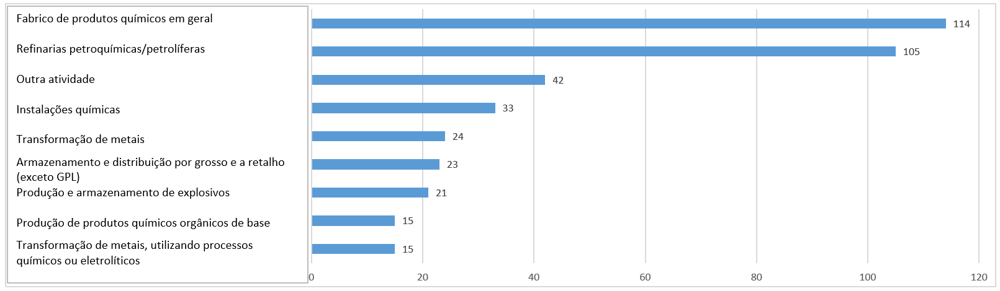 Fabrico de produtos químicos em geral
114
Refinarias petroquímicas/petrolíferas
105
Outra atividade
42
Instalações químicas
33
Transformação de metais
24
Armazenamento e distribuição por grosso e a retalho
(exceto GPL)
23
Produção e armazenamento de explosivos
21
Produção de produtos químicos orgânicos de base
15
Transformação de metais, utilizando processos
químicos ou eletrolíticos
15
0 20 40 60 80 100 120